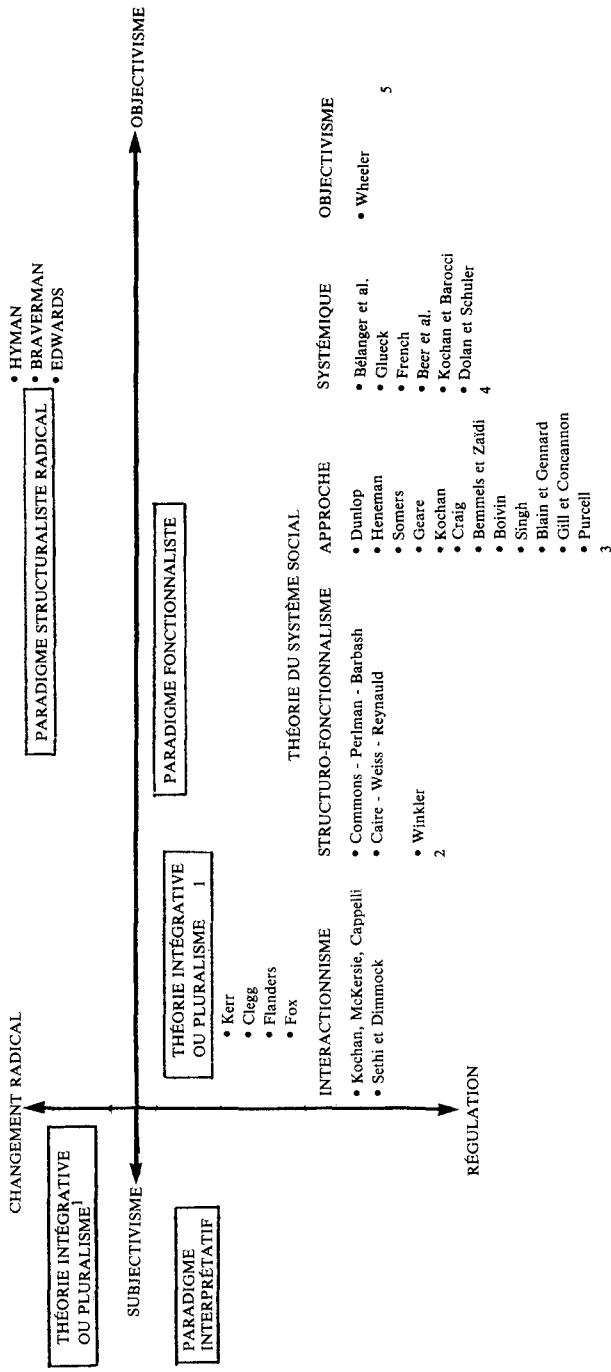 CHANGEMENT RADICAL
THÉORIE INTÉGRATIVE
OU PLURALISME¹
PARADIGME STRUCTURALISTE RADICAL
• HYMAN
• BRAVERMAN
• EDWARDS
SUBJECTIVISME
OBJECTIVISME
PARADIGME
INTERPRÉTATIF
THÉORIE INTÉGRATIVE
OU PLURALISME 1
• Kerr
• Clegg
• Flanders
• Fox
PARADIGME FONCTIONNALISTE
THÉORIE DU SYSTÈME SOCIAL
INTERACTIONNISME
• Kochan, McKersie, Cappelli
• Sethi et Dimmock
STRUCTURO-FONCTIONNALISME
• Commons - Perlman - Barbash
• Caire - Weiss - Reynauld
• Winkler
2
APPROCHE
• Dunlop
• Heneman
• Somers
• Geare
• Kochan
• Craig
• Bemmels et Zaïdi
• Boivin
• Singh
• Blain et Gennard
• Gill et Concannon
• Purcell
3
SYSTÉMIQUE
• Bélanger et al.
• Glueck
• French
• Beer et al.
• Kochan et Barocci
• Dolan et Schuler
4
OBJECTIVISME
• Wheeler
5
RÉGULATION